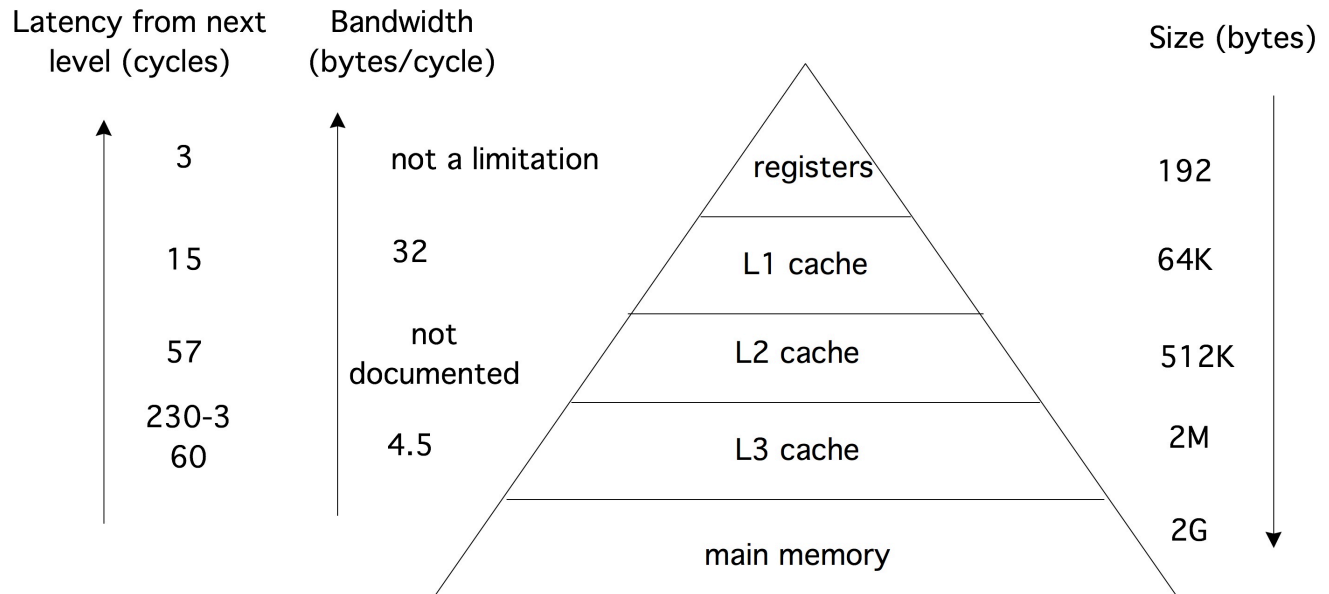 Latency from next
level (cycles)
Bandwidth
(bytes/cycle)
Size (bytes)
3
not a limitation
registers
192
15
32
L1 cache
64K
57
not
documented
L2 cache
512K
230-3
60
4.5
L3 cache
2M
main memory
2G